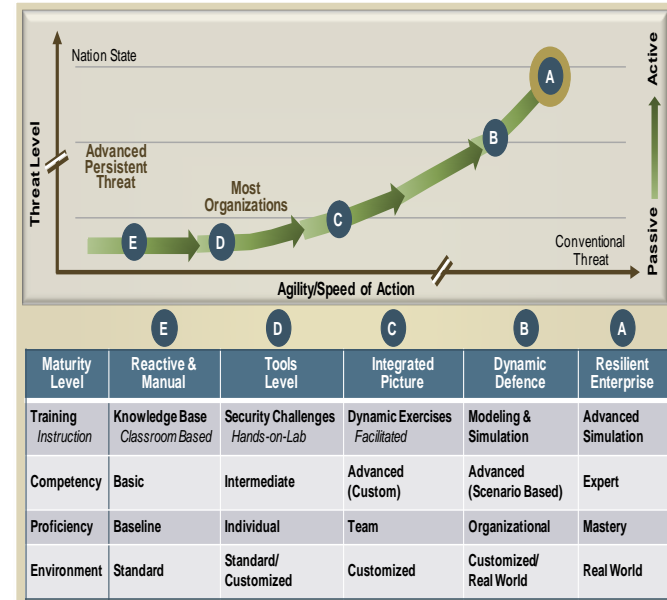 Nation State
Threat Level
Advanced
Persistent
Threat
Most
Organizations
E
D
C
B
A
Conventional
Threat
Agility/Speed of Action
Passive
Active
E
D
C
B
A
Maturity
Level
Reactive &
Manual
Tools
Level
Integrated
Picture
Dynamic
Defence
Resilient
Enterprise
Training
Instruction
Knowledge Base
Classroom Based
Security Challenges
Hands-on-Lab
Dynamic Exercises
Facilitated
Modeling &
Simulation
Advanced
Simulation
Competency
Basic
Intermediate
Advanced
(Custom)
Advanced
(Scenario Based)
Expert
Proficiency
Baseline
Individual
Team
Organizational
Mastery
Environment
Standard
Standard/
Customized
Customized
Customized/
Real World
Real World